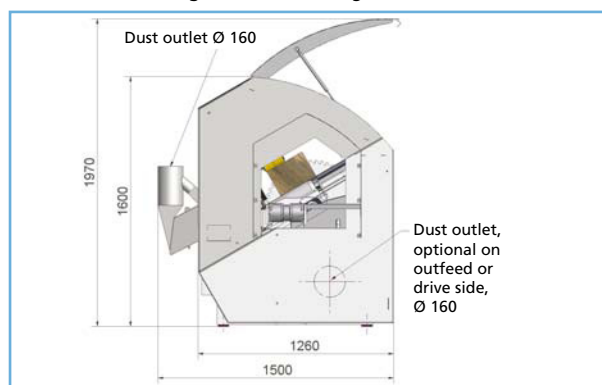 Dust outlet Ø 160
1970
1600
Dust outlet,
optional on
outfeed or
drive side,
Ø 160
1260
1500